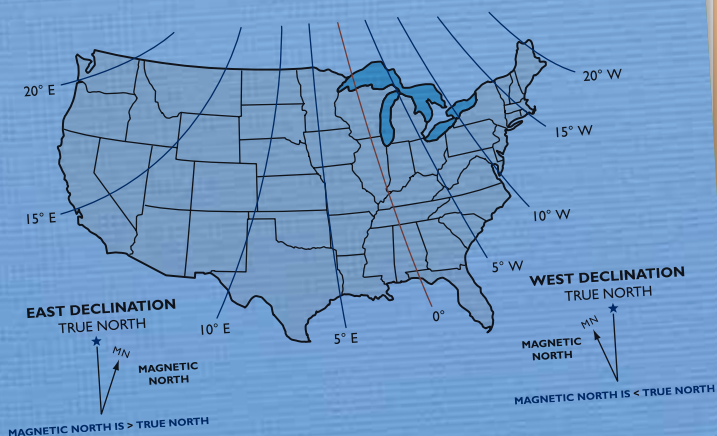 20° E
20° W
15° W
15° E
10° W
5° W
EAST DECLINATION
TRUE NORTH
MN
MAGNETIC
NORTH
10° E
5° E
0°
WEST DECLINATION
TRUE NORTH
MN
MAGNETIC
NORTH
MAGNETIC NORTH IS > TRUE NORTH
MAGNETIC NORTH IS < TRUE NORTH